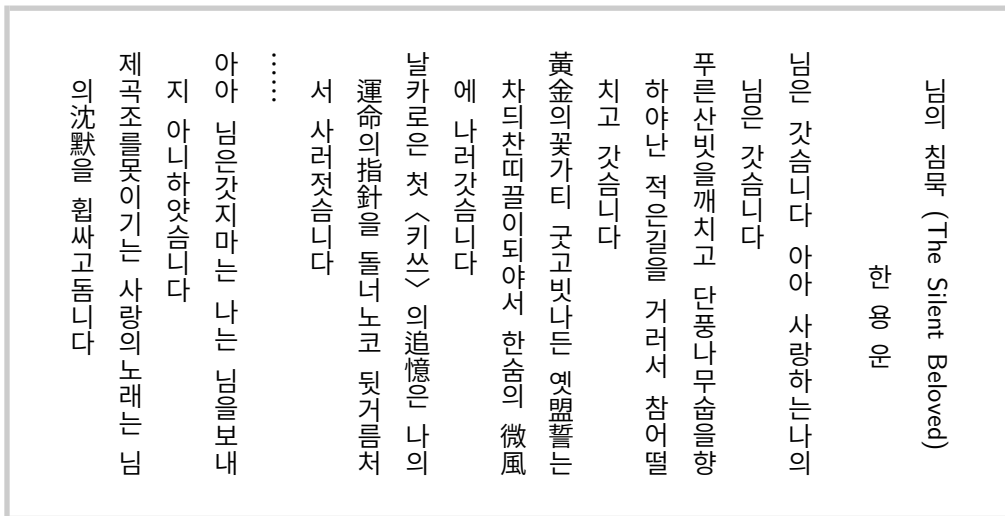 님의 침묵 (The Silent Beloved)
한 용 운
님은 갓슴니다 아아 사랑하는나의
님은 갓슴니다
푸른산빗을깨치고 단풍나무숩을향
하야난 적은길을 거러서 참어떨
치고 갓슴니다
黃金의꽃가티 굿고빗나든 옛盟誓는
차듸찬띠끌이되야서 한숨의 微風
에 나러갓슴니다
날카로은 첫 〈키쓰〉의追憶은 나의
運命의指針을 돌너노코 뒷거름처
서 사러젓슴니다
……
아아 님은갓지마는 나는 님을보내
지 아니하얏슴니다
제곡조를못이기는 사랑의노래는 님
의沈默을 휩싸고돔니다